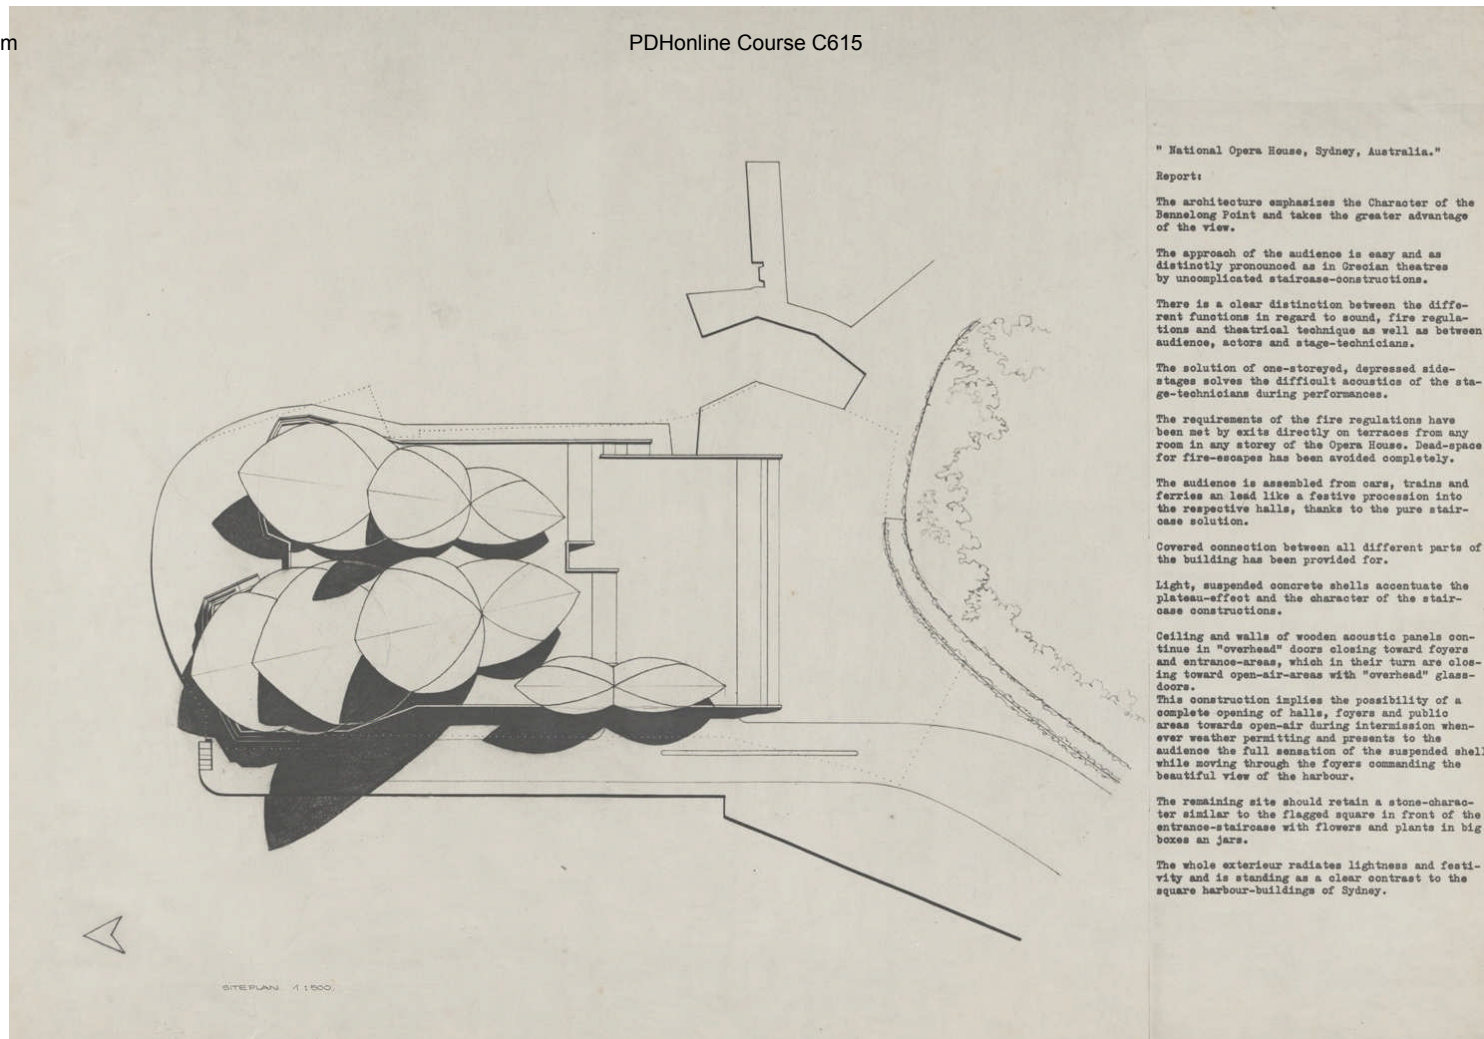 m
PDHonline Course C615
" National Opera House, Sydney, Australia."
Report:
The architecture emphasizes the Character of the
Bennelong Point and takes the greater advantage
of the view.
The approach of the audience is easy and as
distinctly pronounced as in Grecian theatres
by uncomplicated staircase-constructions.
There is a clear distinction between the diffe-
rent functions in regard to sound, fire regula-
tions and theatrical technique as well as between
audience, actors and stage-technicians.
The solution of one-storeyed, depressed side-
stages solves the difficult acoustics of the sta-
ge-technicians during performances.
The requirements of the fire regulations have
been met by exits directly on terraces from any
room in any storey of the Opera House. Dead-space
for fire-escapes has been avoided completely.
The audience is assembled from cars, trains and
ferries an lead like a festive procession into
the respective halls, thanks to the pure stair-
case solution.
Covered connection between all different parts of
the building has been provided for.
Light, suspended concrete shells accentuate the
plateau-effect and the character of the stair-
case constructions.
Ceiling and walls of wooden acoustic panels con-
tinue in "overhead" doors closing toward foyers
and entrance-areas, which in their turn are clos-
ing toward open-air-areas with "overhead" glass-
doors.
This construction implies the possibility of a
complete opening of halls, foyers and public
areas towards open-air during intermission when-
ever weather permitting and presents to the
audience the full sensation of the suspended shell
while moving through the foyers commanding the
beautiful view of the harbour.
The remaining site should retain a stone-charac-
ter similar to the flagged square in front of the
entrance-staircase with flowers and plants in big
boxes an jars.
The whole exterieur radiates lightness and festi-
vity and is standing as a clear contrast to the
square harbour-buildings of Sydney.
SITEPLAN 1:500.